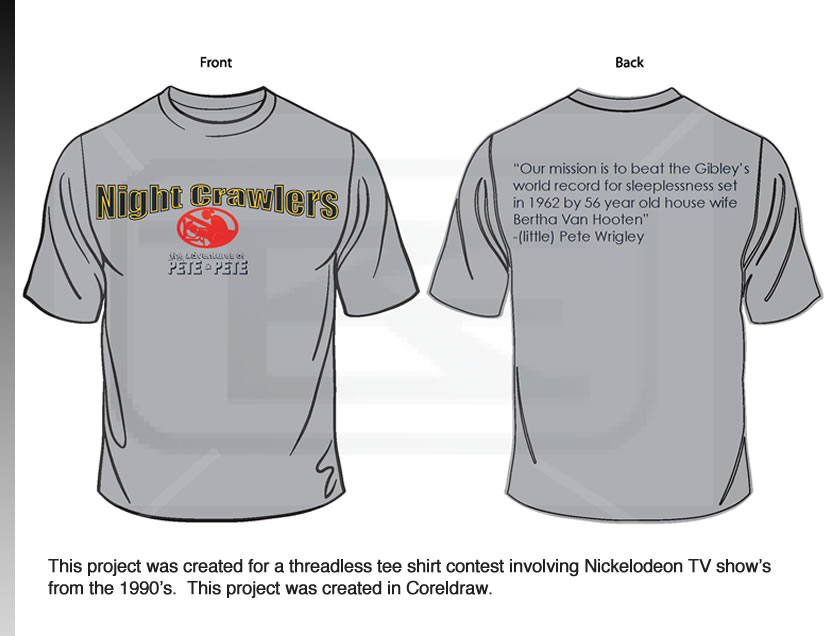 Front
Back
Night Crawlers
the adventures of
PETE & PETE
“Our mission is to beat the Gibley’s
world record for sleeplessness set
in 1962 by 56 year old house wife
Bertha Van Hooten”
-(little) Pete Wrigley
This project was created for a threadless tee shirt contest involving Nickelodeon TV show’s
from the 1990’s.  This project was created in Coreldraw.